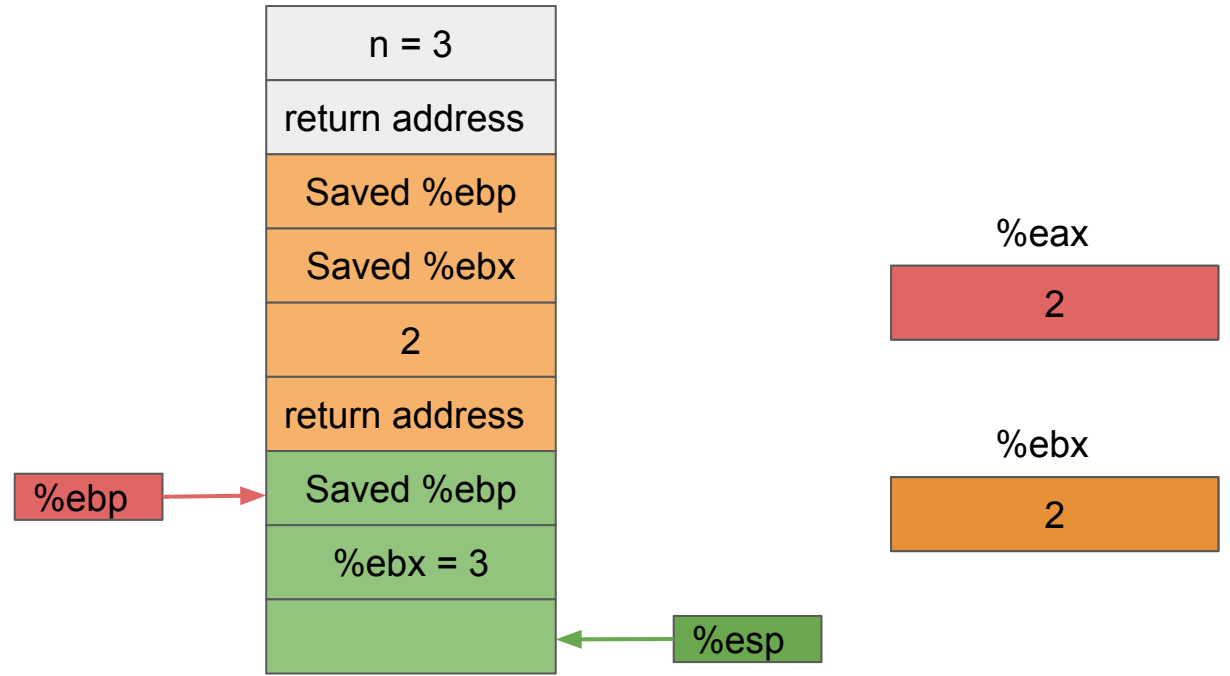 n = 3
return address
Saved %ebp
Saved %ebx
2
return address
Saved %ebp
%ebx = 3
%ebp
%esp
%eax
2
%ebx
2